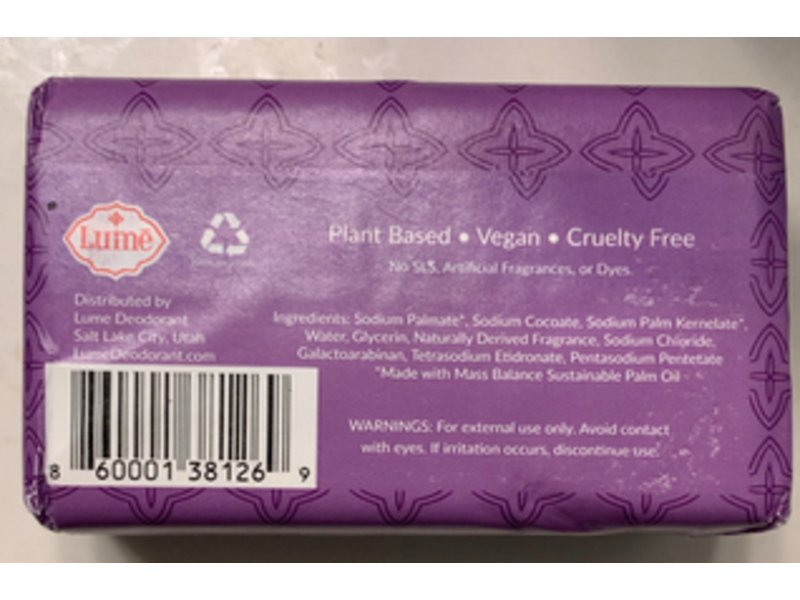 Lumē
Plant Based • Vegan • Cruelty Free
No SLS, Artificial Fragrances, or Dyes.
Distributed by
Lume Deodorant
Salt Lake City, Utah
LumeDeodorant.com
Ingredients: Sodium Palmate*, Sodium Cocoate, Sodium Palm Kernelate*,
Water, Glycerin, Naturally Derived Fragrance, Sodium Chloride,
Galactoarabinan, Tetrasodium Etidronate, Pentasodium Pentetate
*Made with Mass Balance Sustainable Palm Oil
WARNINGS: For external use only. Avoid contact
with eyes. If irritation occurs, discontinue use.
8 60001 38126 9